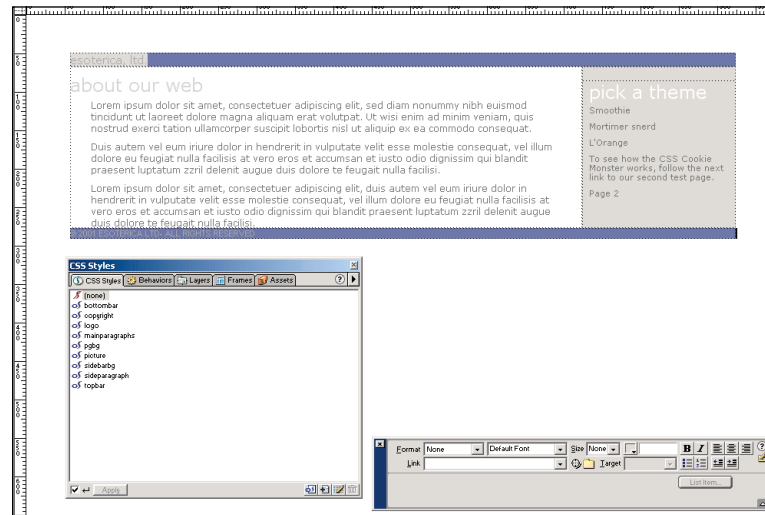 esoterica, ltd.
about our web
Lorem ipsum dolor sit amet, consectetuer adipiscing elit, sed diam nonummy nibh euismod
tincidunt ut laoreet dolore magna aliquam erat volutpat. Ut wisi enim ad minim veniam, quis
nostrud exerci tation ullamcorper suscipit lobortis nisl ut aliquip ex ea commodo consequat.
Duis autem vel eum iriure dolor in hendrerit in vulputate velit esse molestie consequat, vel illum
dolore eu feugiat nulla facilisis at vero eros et accumsan et iusto odio dignissim qui blandit
praesent luptatum zzril delenit augue duis dolore te feugait nulla facilisi.
Lorem ipsum dolor sit amet, consectetuer adipiscing elit, duis autem vel eum iriure dolor in
hendrerit in vulputate velit esse molestie consequat, vel illum dolore eu feugiat nulla facilisis at
vero eros et accumsan et iusto odio dignissim qui blandit praesent luptatum zzril delenit augue
duis dolore te feugait nulla facilisi.
© 2001 ESOTERICA LTD- ALL RIGHTS RESERVED
pick a theme
Smoothie
Mortimer snerd
L'Orange
To see how the CSS Cookie
Monster works, follow the next
link to our second test page.
Page 2
CSS Styles
CSS Styles Behaviors Layers Frames Assets
(none)
bottombar
copyright
logo
mainparagraphs
pgbg
picture
sidebarbg
sideparagraph
topbar
Apply
Format None Default Font Size None B I
Link Target
List Item...